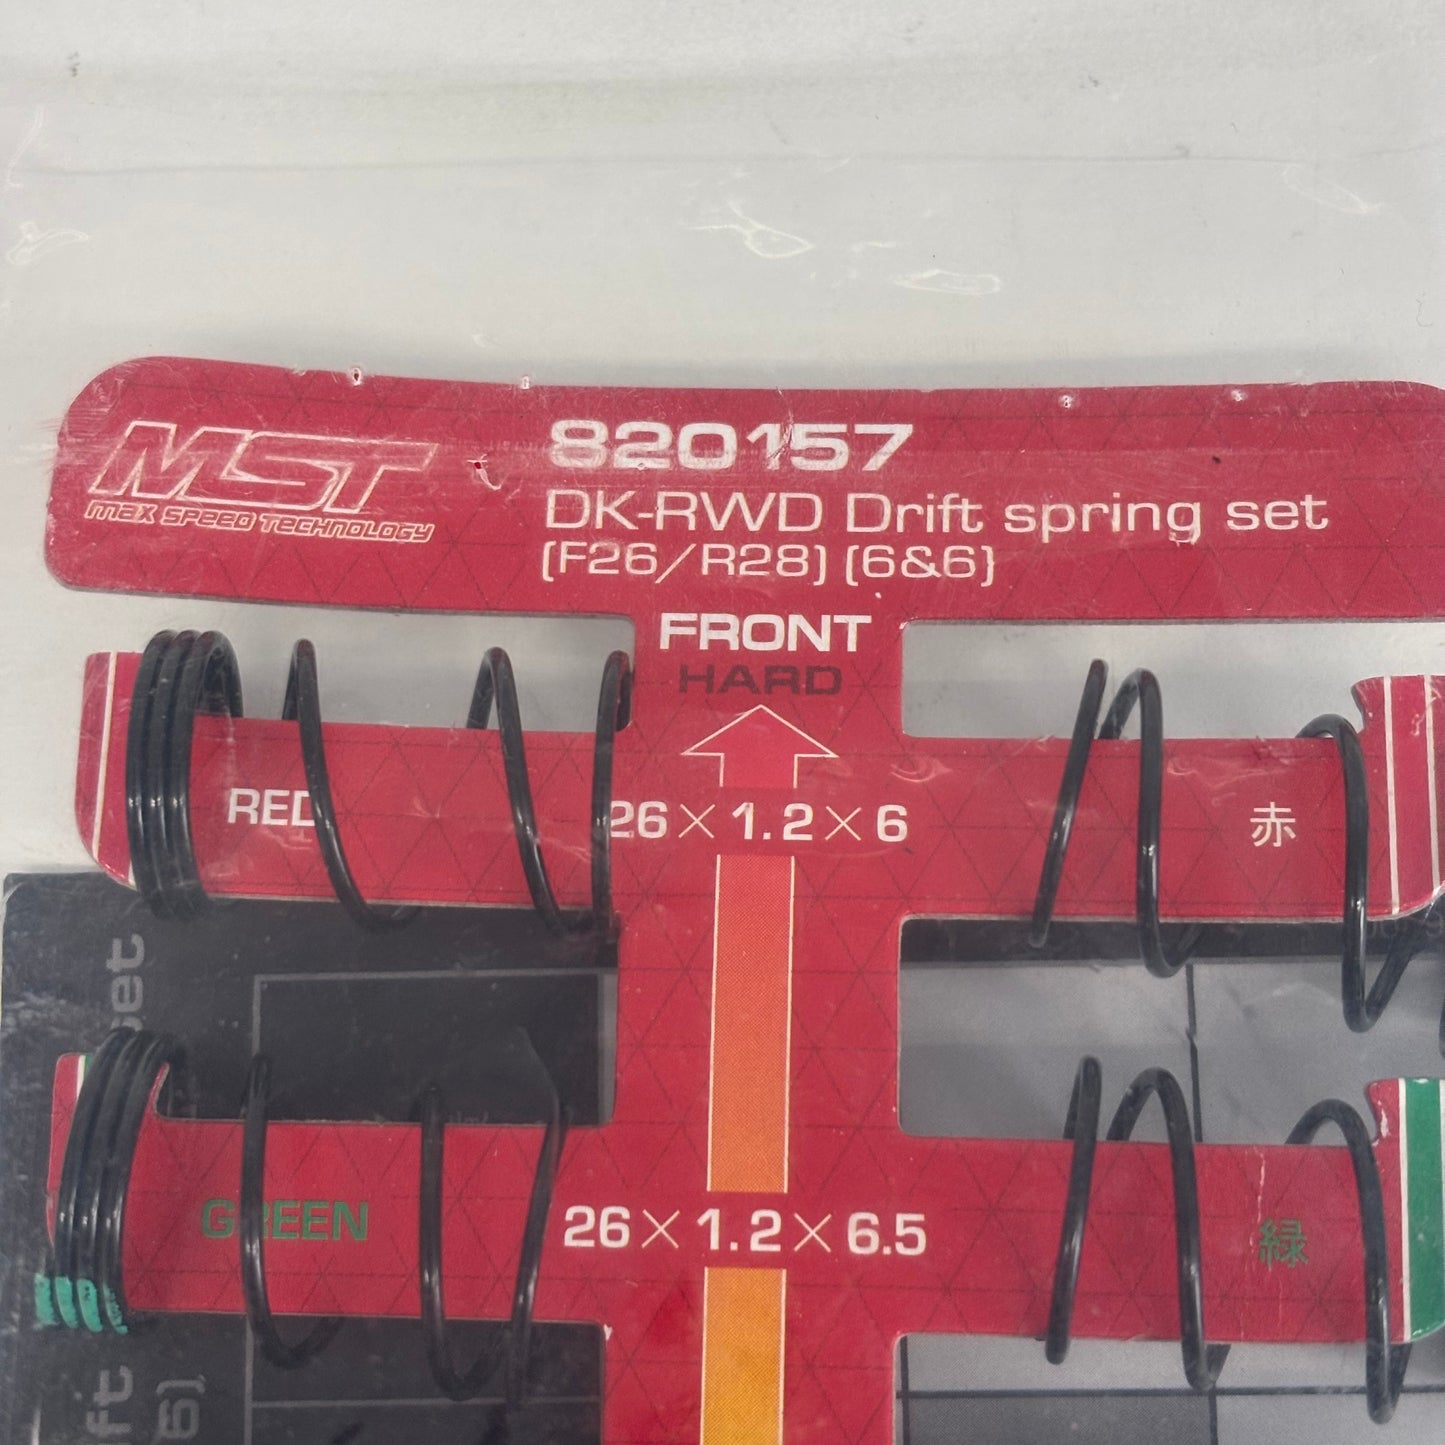 MST
MAX SPEED TECHNOLOGY
820157
DK-RWD Drift spring set
(F26/R28) (6&6)
FRONT
HARD
RED 26×1.2×6 赤
GREEN 26×1.2×6.5 緑